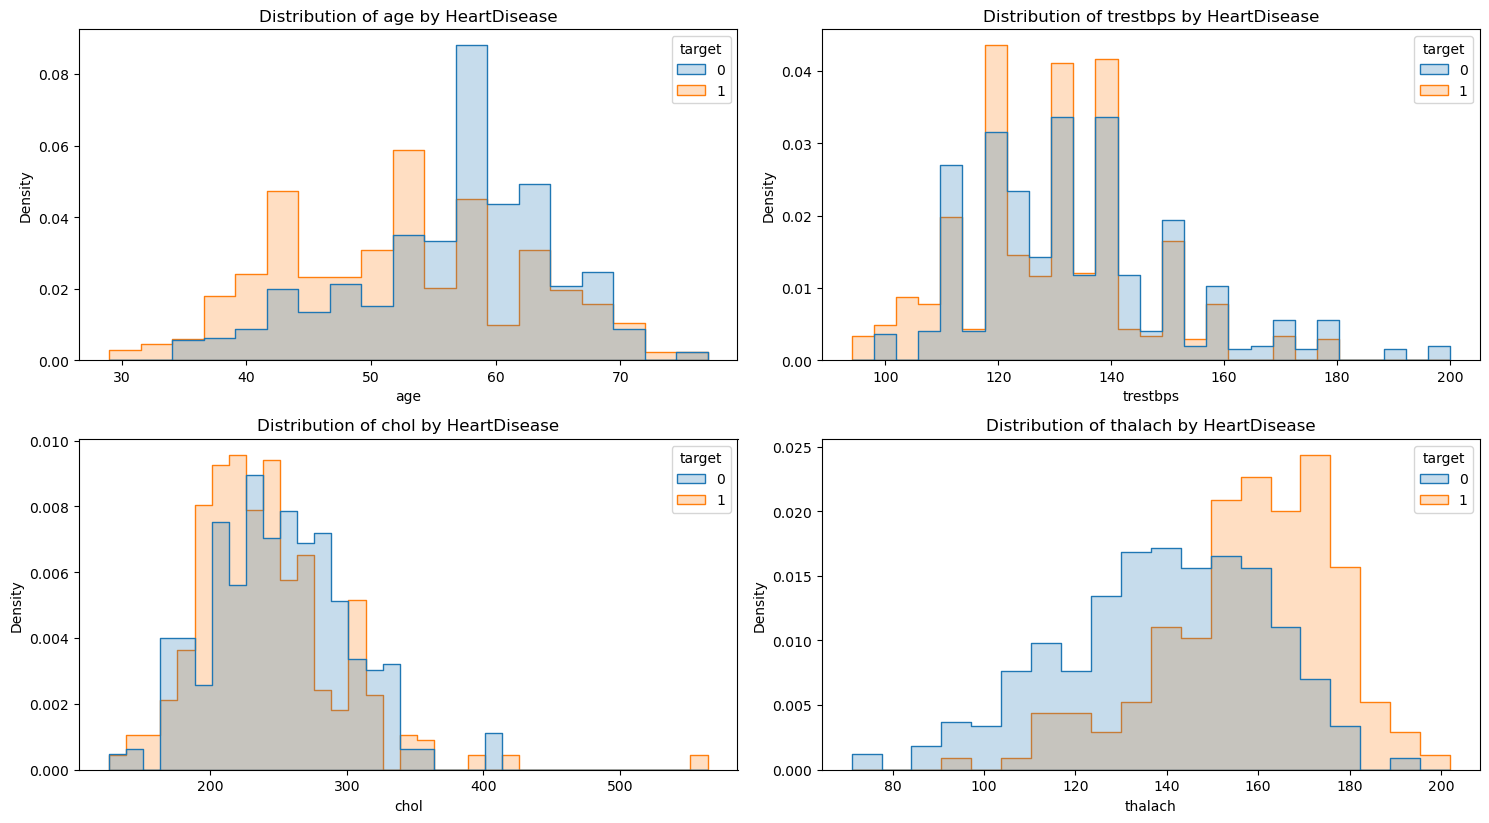 Distribution of age by HeartDisease
target
0
1
0.08
0.06
0.04
0.02
0.00
Density
30 40 50 60 70
age
Distribution of trestbps by HeartDisease
target
0
1
0.04
0.03
0.02
0.01
0.00
Density
100 120 140 160 180 200
trestbps
Distribution of chol by HeartDisease
target
0
1
0.010
0.008
0.006
0.004
0.002
0.000
Density
200 300 400 500
chol
Distribution of thalach by HeartDisease
target
0
1
0.025
0.020
0.015
0.010
0.005
0.000
Density
80 100 120 140 160 180 200
thalach